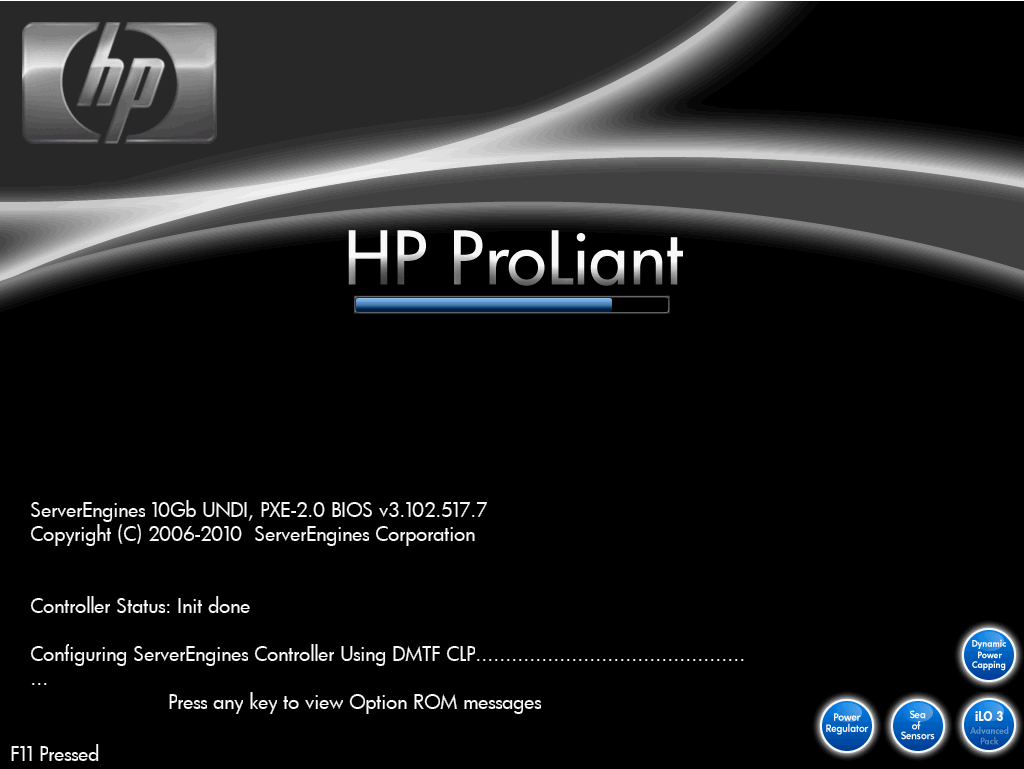 hp
HP ProLiant
ServerEngines 10Gb UNDI, PXE-2.0 BIOS v3.102.517.7
Copyright (C) 2006-2010  ServerEngines Corporation
Controller Status: Init done
Configuring ServerEngines Controller Using DMTF CLP.............................................
...
Press any key to view Option ROM messages
F11 Pressed
Dynamic
Power
Capping
Power
Regulator
Sea
of
Sensors
iLO 3
Advanced
Pack